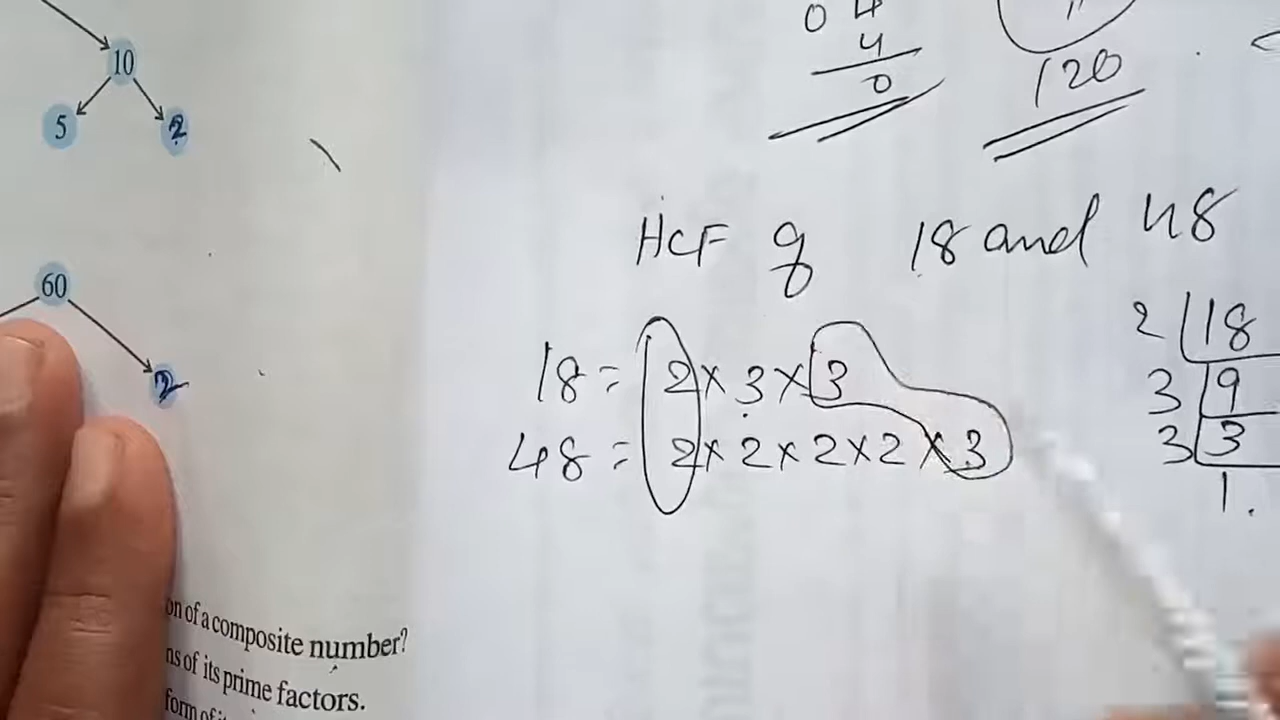 10
5 2
60
2
on of a composite number?
ns of its prime factors.
form of
0 4
4
0
120
HCF of 18 and 48
18 = 2 × 3 × 3
48 = 2 × 2 × 2 × 2 × 3
2 18
3 9
3 3
1.